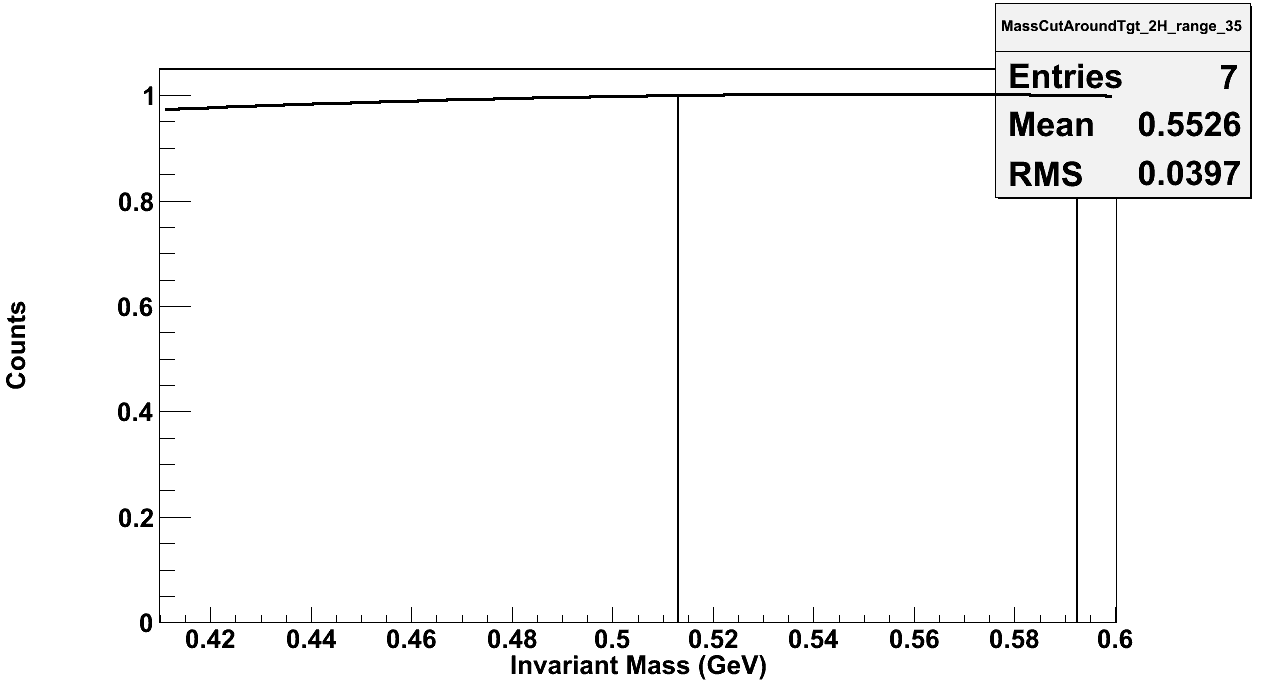 MassCutAroundTgt_2H_range_35
Entries 7
Mean 0.5526
RMS 0.0397
Counts
1
0.8
0.6
0.4
0.2
0
0.42 0.44 0.46 0.48 0.5 0.52 0.54 0.56 0.58 0.6
Invariant Mass (GeV)